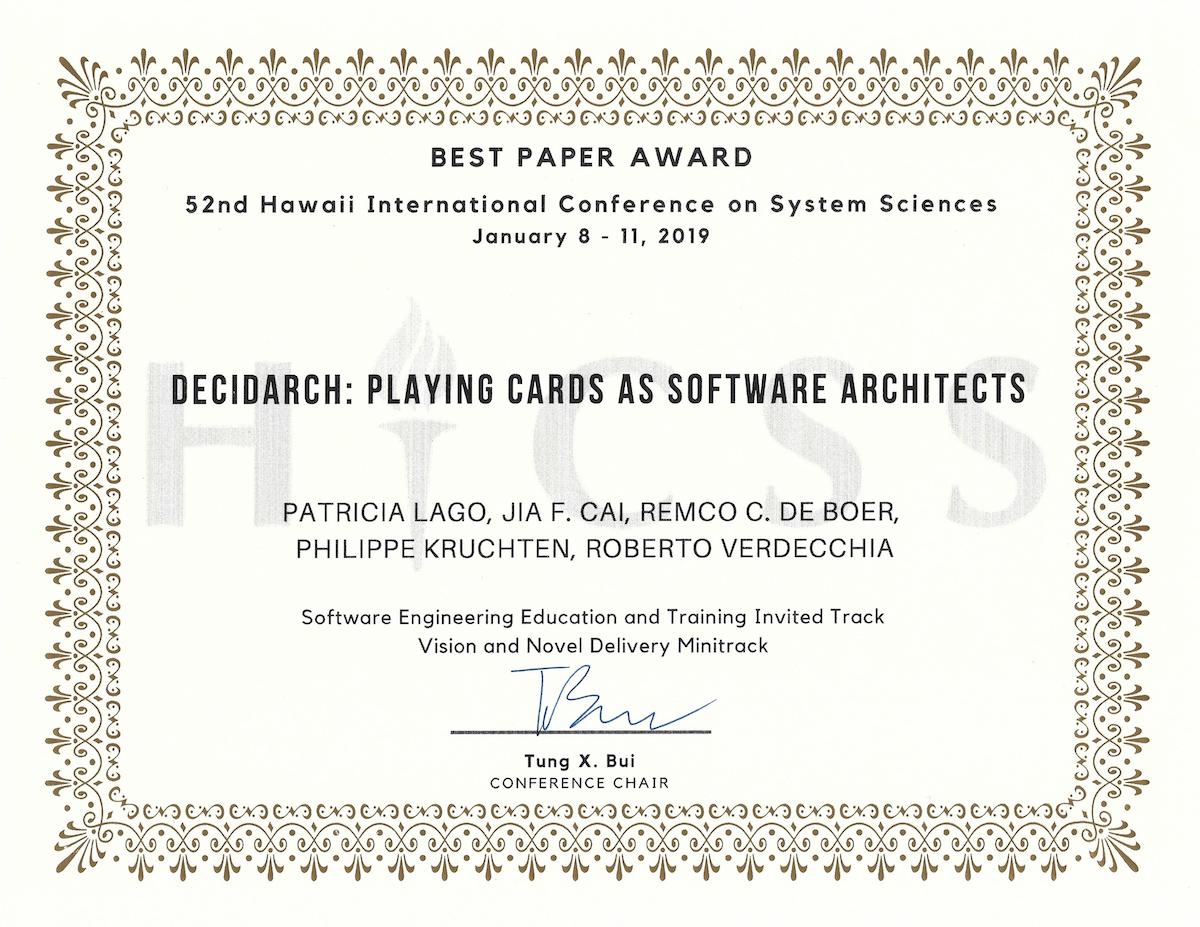 BEST PAPER AWARD
52nd Hawaii International Conference on System Sciences
January 8 - 11, 2019
HICSS
DECIDARCH: PLAYING CARDS AS SOFTWARE ARCHITECTS
PATRICIA LAGO, JIA F. CAI, REMCO C. DE BOER,
PHILIPPE KRUCHTEN, ROBERTO VERDECCHIA
Software Engineering Education and Training Invited Track
Vision and Novel Delivery Minitrack
Tung X. Bui
CONFERENCE CHAIR